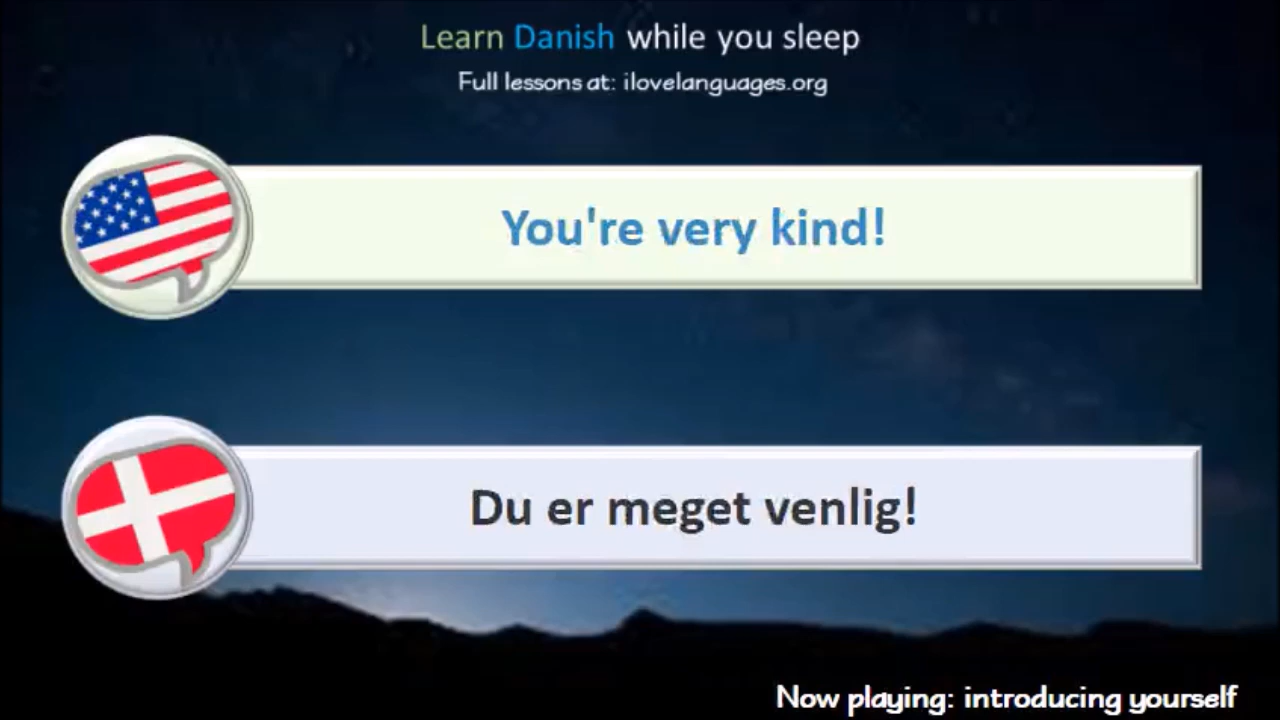 Learn Danish while you sleep
Full lessons at: ilovelanguages.org
You're very kind!
Du er meget venlig!
Now playing: introducing yourself